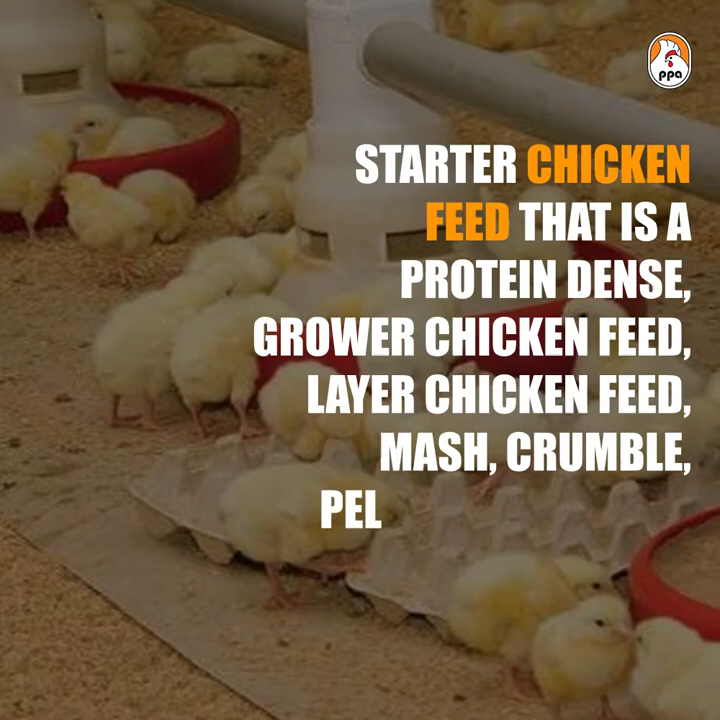 ppa
STARTER CHICKEN
FEED THAT IS A
PROTEIN DENSE,
GROWER CHICKEN FEED,
LAYER CHICKEN FEED,
MASH, CRUMBLE,
PEL